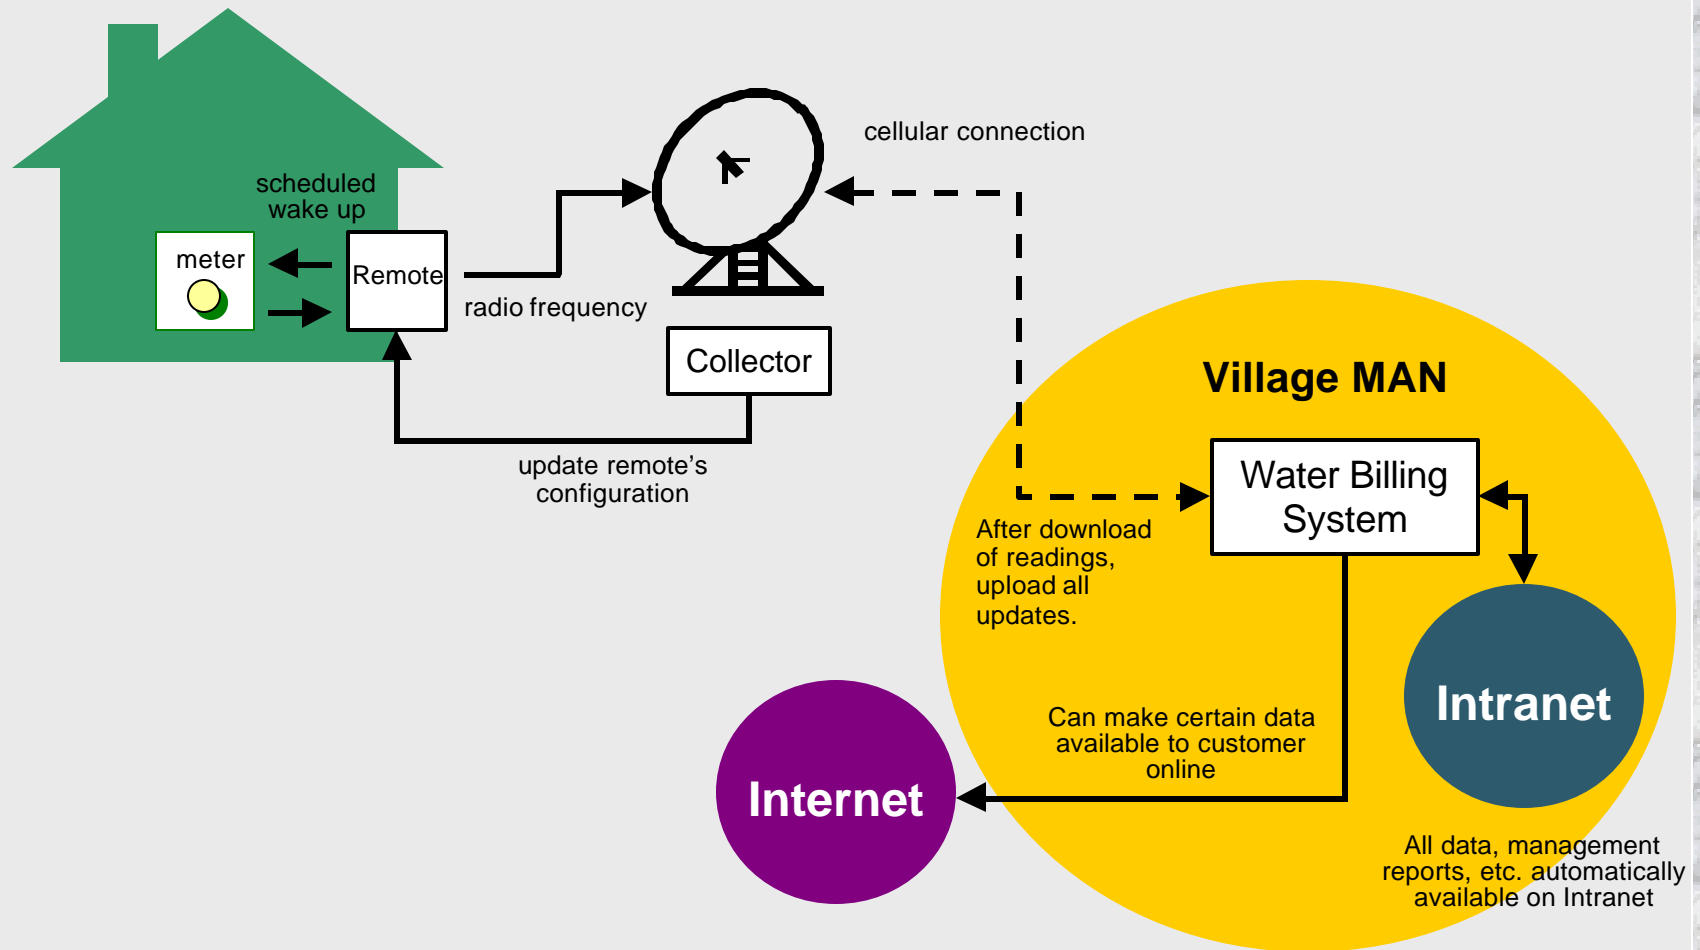 cellular connection
scheduled
wake up
meter
Remote
radio frequency
Collector
update remote’s
configuration
Village MAN
Water Billing
System
After download
of readings,
upload all
updates.
Intranet
Can make certain data
available to customer
online
Internet
All data, management
reports, etc. automatically
available on Intranet